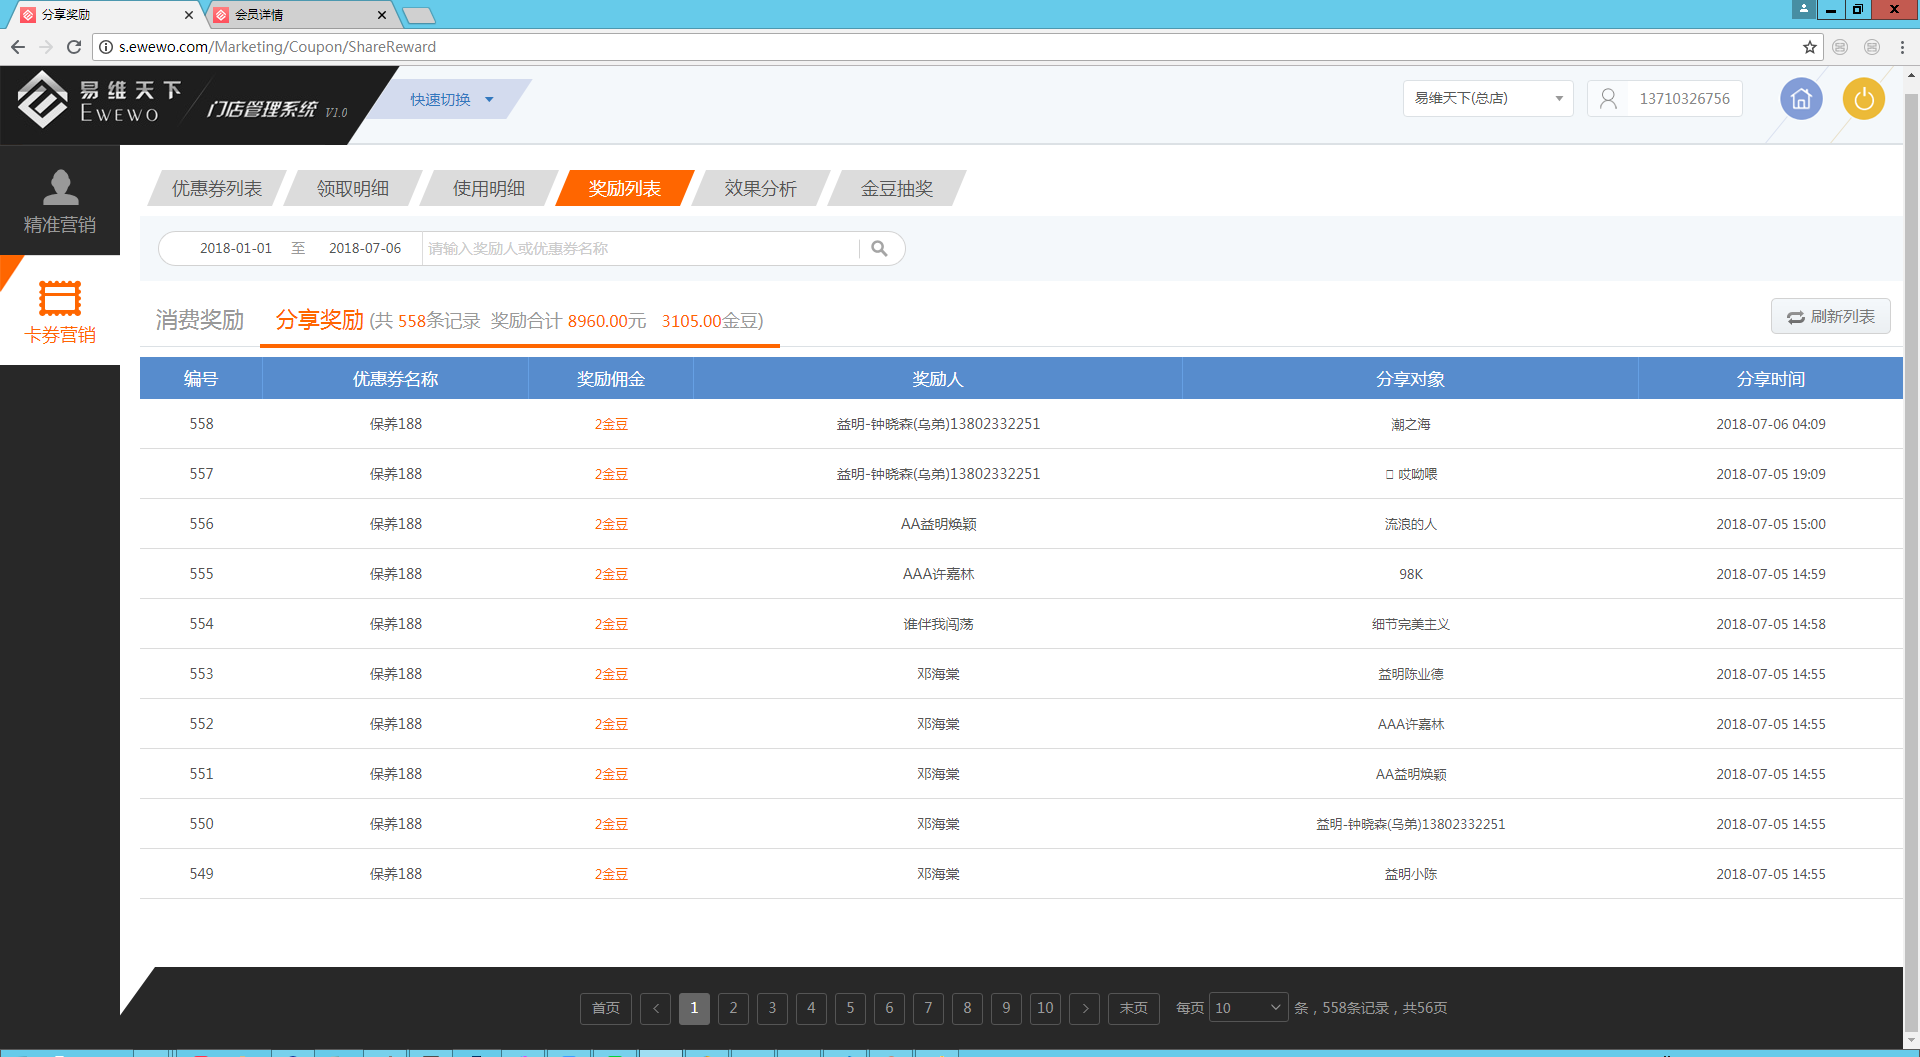 分享奖励
会员详情
s.ewewo.com/Marketing/Coupon/ShareReward
易维天下
EWEWO
门店管理系统 V1.0
快速切换
易维天下(总店)
13710326756
精准营销
卡券营销
优惠券列表 领取明细 使用明细 奖励列表 效果分析 金豆抽奖
2018-01-01 至 2018-07-06 请输入奖励人或优惠券名称
消费奖励 分享奖励 (共 558条记录 奖励合计 8960.00元 3105.00金豆)
刷新列表
编号 优惠券名称 奖励佣金 奖励人 分享对象 分享时间
558 保养188 2金豆 益明-钟晓森(乌弟)13802332251 潮之海 2018-07-06 04:09
557 保养188 2金豆 益明-钟晓森(乌弟)13802332251 哎呦喂 2018-07-05 19:09
556 保养188 2金豆 AA益明焕颖 流浪的人 2018-07-05 15:00
555 保养188 2金豆 AAA许嘉林 98K 2018-07-05 14:59
554 保养188 2金豆 谁伴我闯荡 细节完美主义 2018-07-05 14:58
553 保养188 2金豆 邓海棠 益明陈业德 2018-07-05 14:55
552 保养188 2金豆 邓海棠 AAA许嘉林 2018-07-05 14:55
551 保养188 2金豆 邓海棠 AA益明焕颖 2018-07-05 14:55
550 保养188 2金豆 邓海棠 益明-钟晓森(乌弟)13802332251 2018-07-05 14:55
549 保养188 2金豆 邓海棠 益明小陈 2018-07-05 14:55
首页 < 1 2 3 4 5 6 7 8 9 10 > 末页 每页 10 条，558条记录，共56页